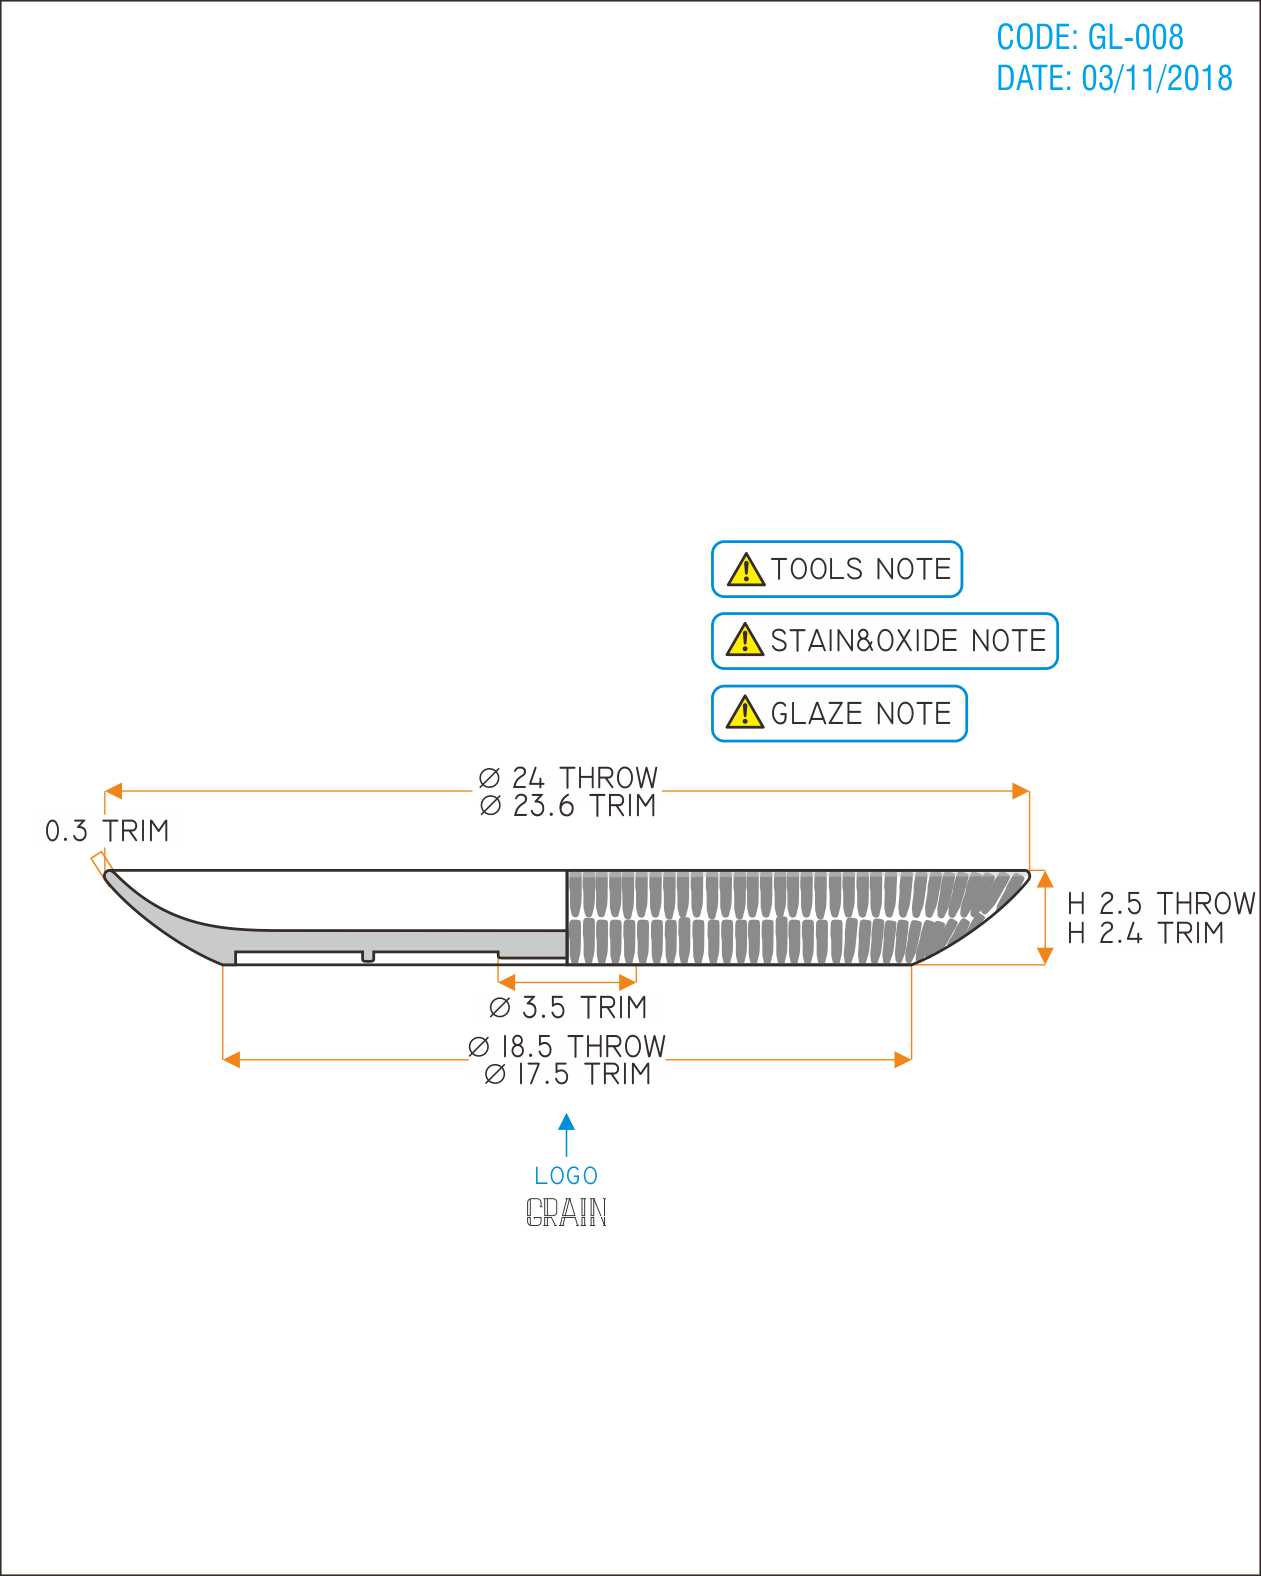 CODE: GL-008
DATE: 03/11/2018
TOOLS NOTE
STAIN&OXIDE NOTE
GLAZE NOTE
Ø 24 THROW
Ø 23.6 TRIM
0.3 TRIM
H 2.5 THROW
H 2.4 TRIM
Ø 3.5 TRIM
Ø 18.5 THROW
Ø 17.5 TRIM
LOGO
GRAIN